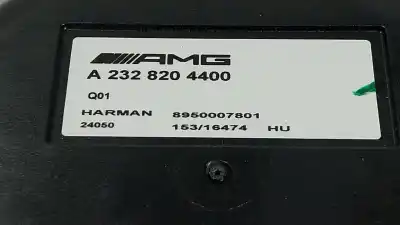 AMG
A 232 820 4400
Q01
HARMAN 8950007801
24050 153/16474 HU